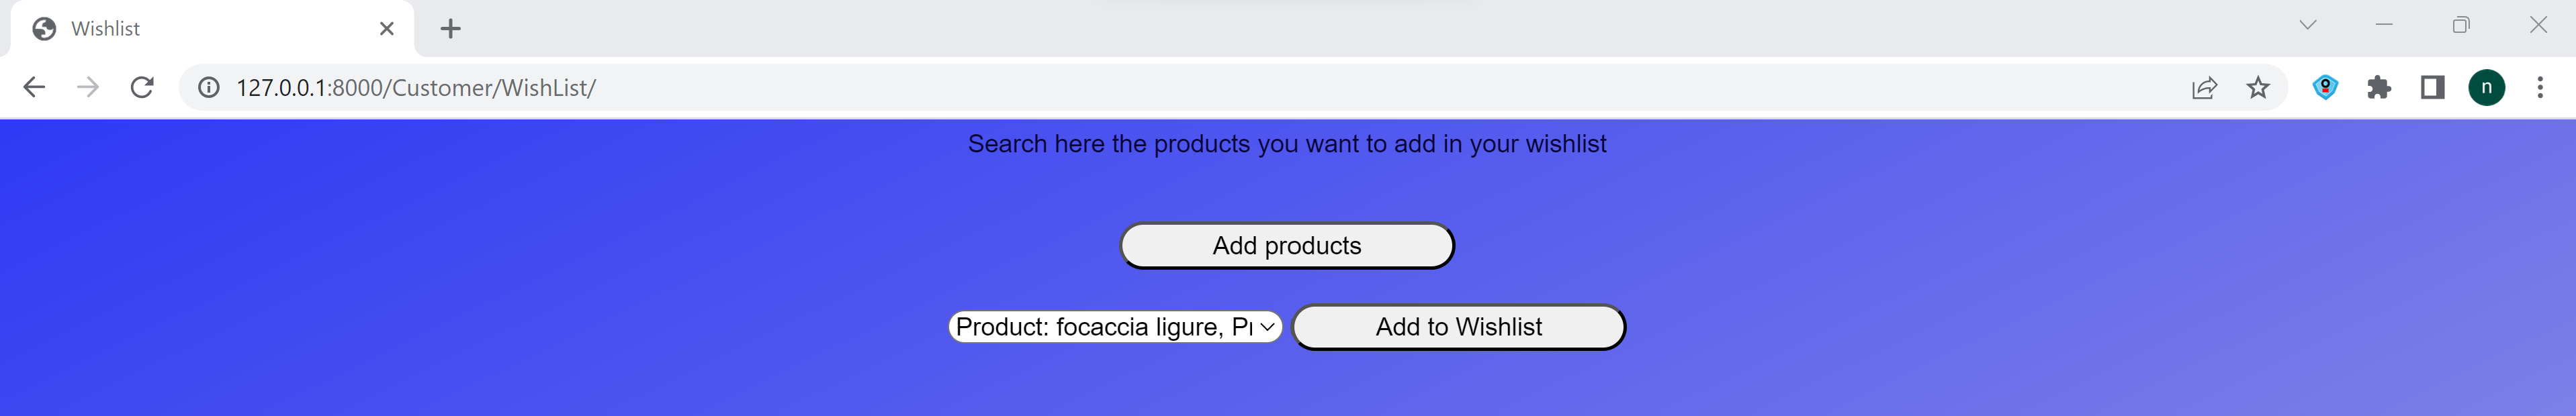 Wishlist
127.0.0.1:8000/Customer/WishList/
n
Search here the products you want to add in your wishlist
Add products
Product: focaccia ligure,
Add to Wishlist